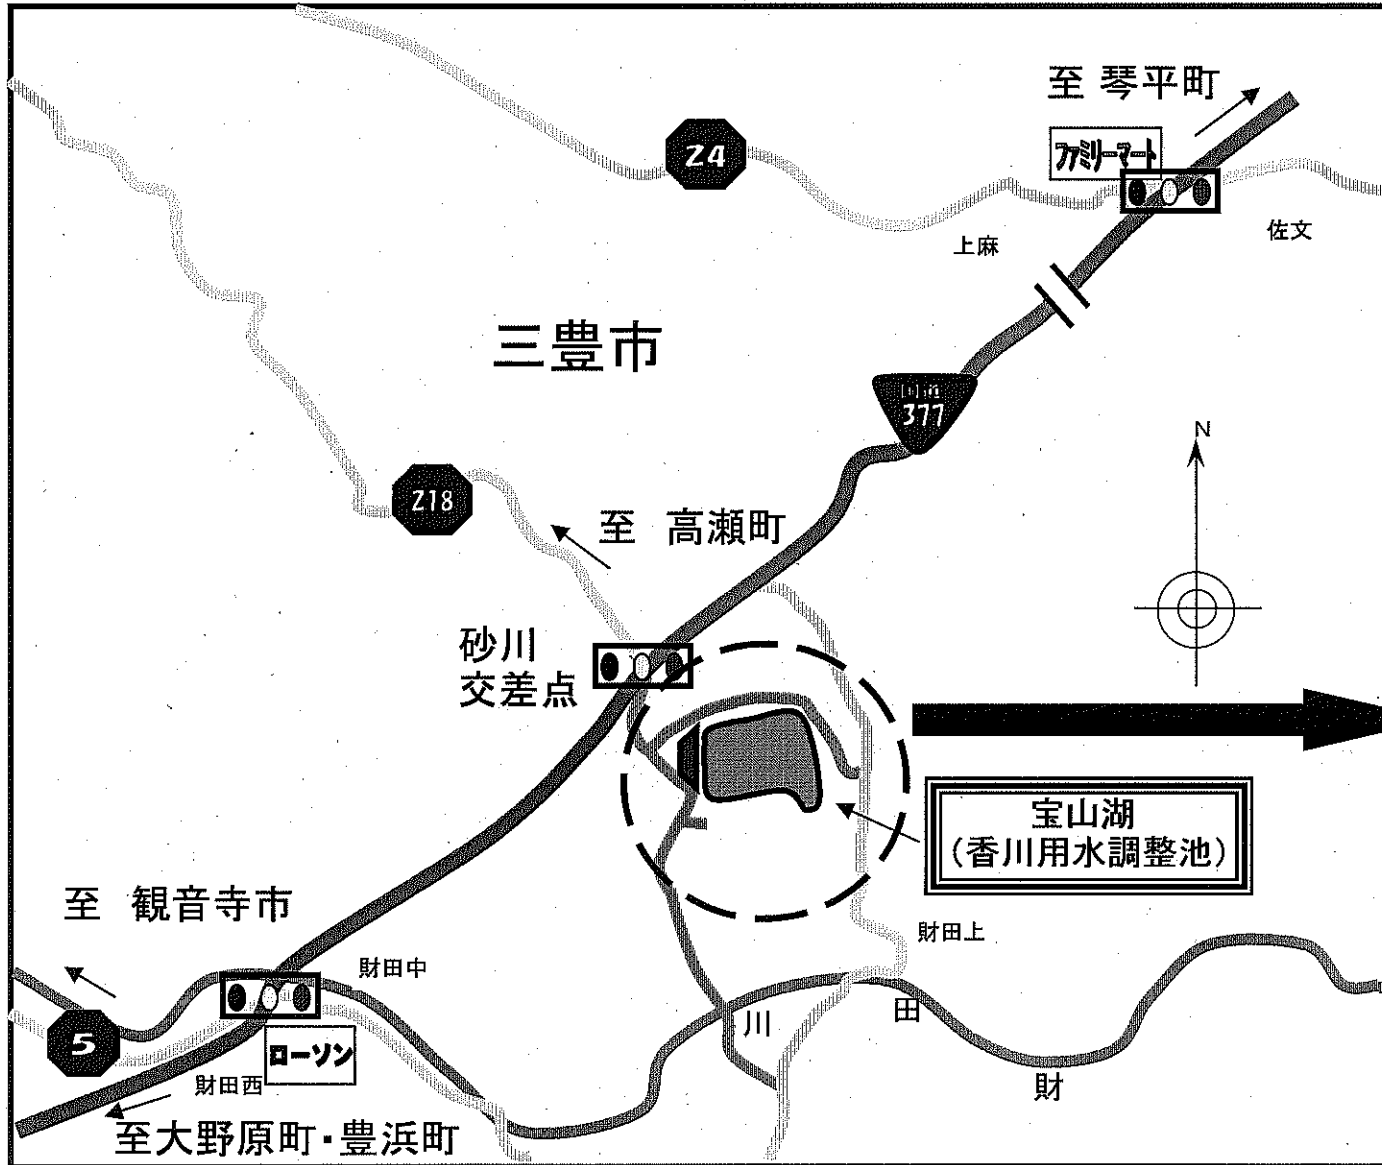 至 琴平町
24
ファミリーマート
佐文
上麻
三豊市
国道
377
N
218
至 高瀬町
砂川
交差点
宝山湖
(香川用水調整池)
至 観音寺市
財田上
財田中
川
田
財
5
ローソン
財田西
至大野原町・豊浜町